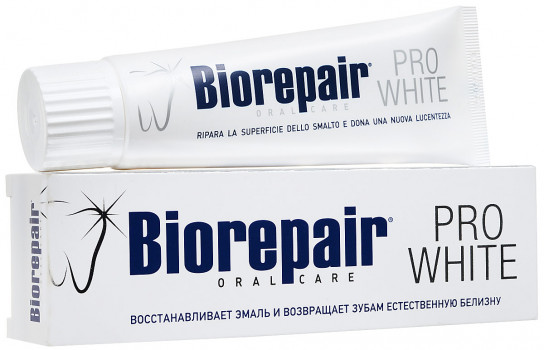 Biorepair®
ORAL CARE
PRO
WHITE
RIPARA LA SUPERFICIE DELLO SMALTO E DONA UNA NUOVA LUCENTEZZA
Biorepair®
ORAL CARE
PRO
WHITE
ВОССТАНАВЛИВАЕТ ЭМАЛЬ И ВОЗВРАЩАЕТ ЗУБАМ ЕСТЕСТВЕННУЮ БЕЛИЗНУ